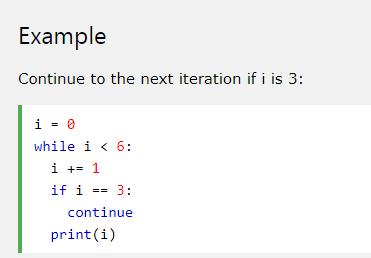 Example
Continue to the next iteration if i is 3:
i = 0
while i < 6:
  i += 1
  if i == 3:
    continue
  print(i)